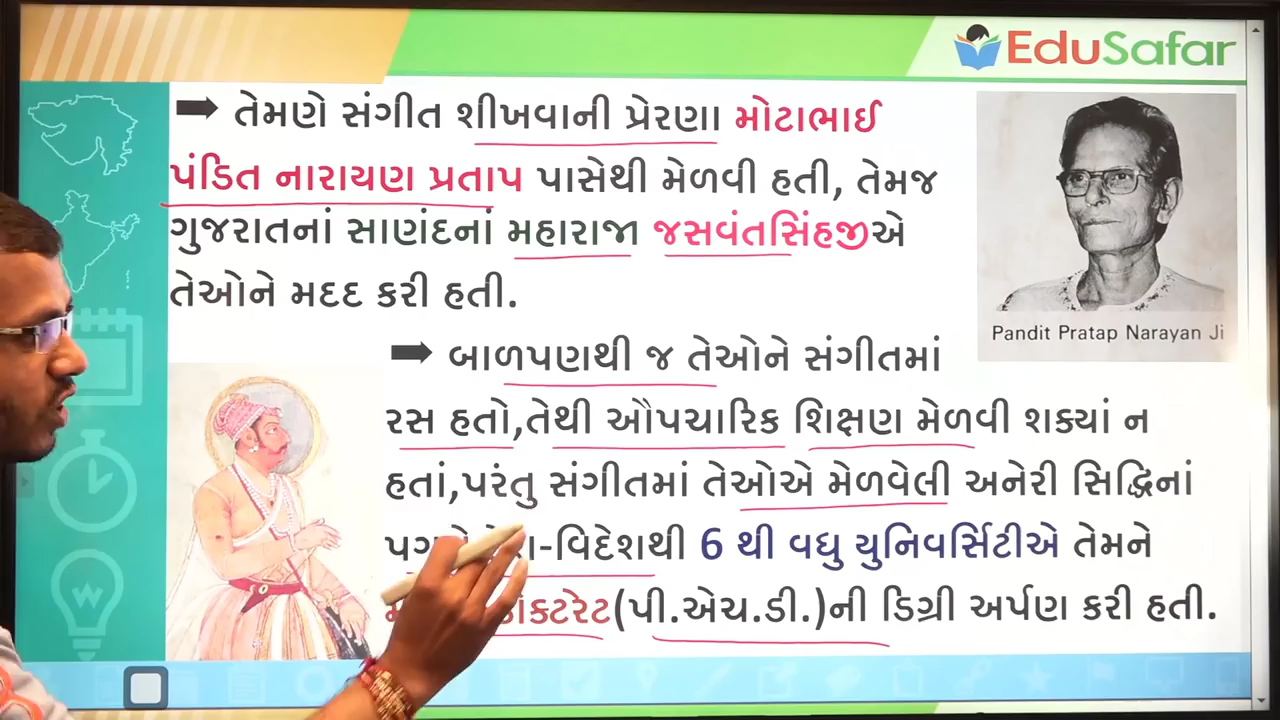 EduSafar
➡ તેમણે સંગીત શીખવાની પ્રેરણા મોટાભાઈ
પંડિત નારાયણ પ્રતાપ પાસેથી મેળવી હતી, તેમજ
ગુજરાતનાં સાણંદનાં મહારાજા જસવંતસિંહજીએ
તેઓને મદદ કરી હતી.
Pandit Pratap Narayan Ji
➡ બાળપણથી જ તેઓને સંગીતમાં
રસ હતો,તેથી ઔપચારિક શિક્ષણ મેળવી શક્યાં ન
હતાં,પરંતુ સંગીતમાં તેઓએ મેળવેલી અનેરી સિદ્ધિનાં
-વિદેશથી 6 થી વધુ યુનિવર્સિટીએ તેમને
(પી.એચ.ડી.)ની ડિગ્રી અર્પણ કરી હતી.